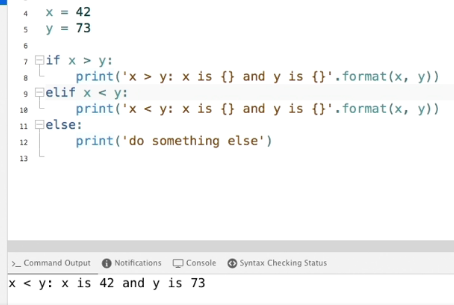 4 x = 42
5 y = 73
6
7 if x > y:
8 print('x > y: x is {} and y is {}'.format(x, y))
9 elif x < y:
10 print('x < y: x is {} and y is {}'.format(x, y))
11 else:
12 print('do something else')
13
>_ Command Output Notifications Console Syntax Checking Status
x < y: x is 42 and y is 73